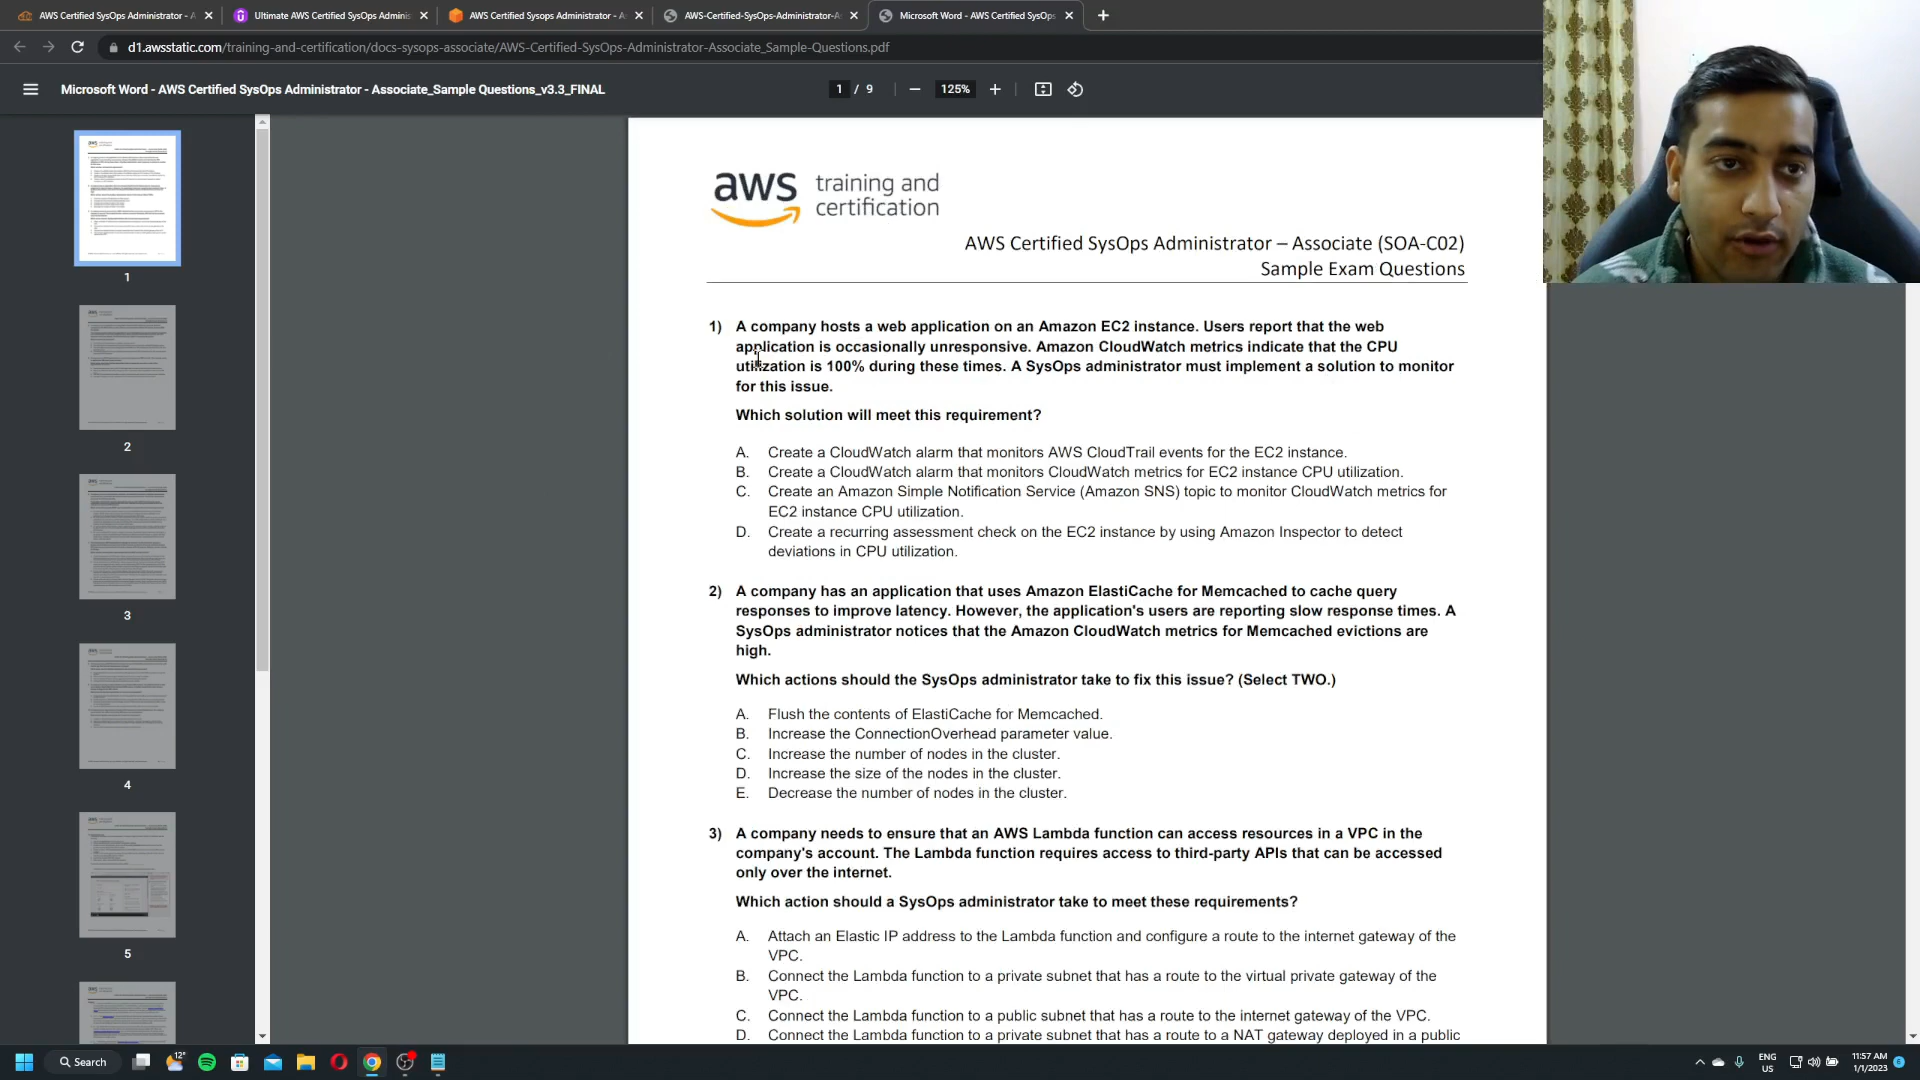 AWS Certified SysOps Administrator - A
Ultimate AWS Certified SysOps Adminis
AWS Certified Sysops Administrator - A
AWS-Certified-SysOps-Administrator-A
Microsoft Word - AWS Certified SysOps
d1.awsstatic.com/training-and-certification/docs-sysops-associate/AWS-Certified-SysOps-Administrator-Associate_Sample-Questions.pdf
Microsoft Word - AWS Certified SysOps Administrator - Associate_Sample Questions_v3.3_FINAL
1 / 9
125%
1
2
3
4
5
aws training and
certification
AWS Certified SysOps Administrator – Associate (SOA-C02)
Sample Exam Questions
1) A company hosts a web application on an Amazon EC2 instance. Users report that the web
application is occasionally unresponsive. Amazon CloudWatch metrics indicate that the CPU
utilization is 100% during these times. A SysOps administrator must implement a solution to monitor
for this issue.
Which solution will meet this requirement?
A. Create a CloudWatch alarm that monitors AWS CloudTrail events for the EC2 instance.
B. Create a CloudWatch alarm that monitors CloudWatch metrics for EC2 instance CPU utilization.
C. Create an Amazon Simple Notification Service (Amazon SNS) topic to monitor CloudWatch metrics for
EC2 instance CPU utilization.
D. Create a recurring assessment check on the EC2 instance by using Amazon Inspector to detect
deviations in CPU utilization.
2) A company has an application that uses Amazon ElastiCache for Memcached to cache query
responses to improve latency. However, the application's users are reporting slow response times. A
SysOps administrator notices that the Amazon CloudWatch metrics for Memcached evictions are
high.
Which actions should the SysOps administrator take to fix this issue? (Select TWO.)
A. Flush the contents of ElastiCache for Memcached.
B. Increase the ConnectionOverhead parameter value.
C. Increase the number of nodes in the cluster.
D. Increase the size of the nodes in the cluster.
E. Decrease the number of nodes in the cluster.
3) A company needs to ensure that an AWS Lambda function can access resources in a VPC in the
company's account. The Lambda function requires access to third-party APIs that can be accessed
only over the internet.
Which action should a SysOps administrator take to meet these requirements?
A. Attach an Elastic IP address to the Lambda function and configure a route to the internet gateway of the
VPC.
B. Connect the Lambda function to a private subnet that has a route to the virtual private gateway of the
VPC.
C. Connect the Lambda function to a public subnet that has a route to the internet gateway of the VPC.
D. Connect the Lambda function to a private subnet that has a route to a NAT gateway deployed in a public
Search
12°
ENG
US
11:57 AM
1/1/2023
6